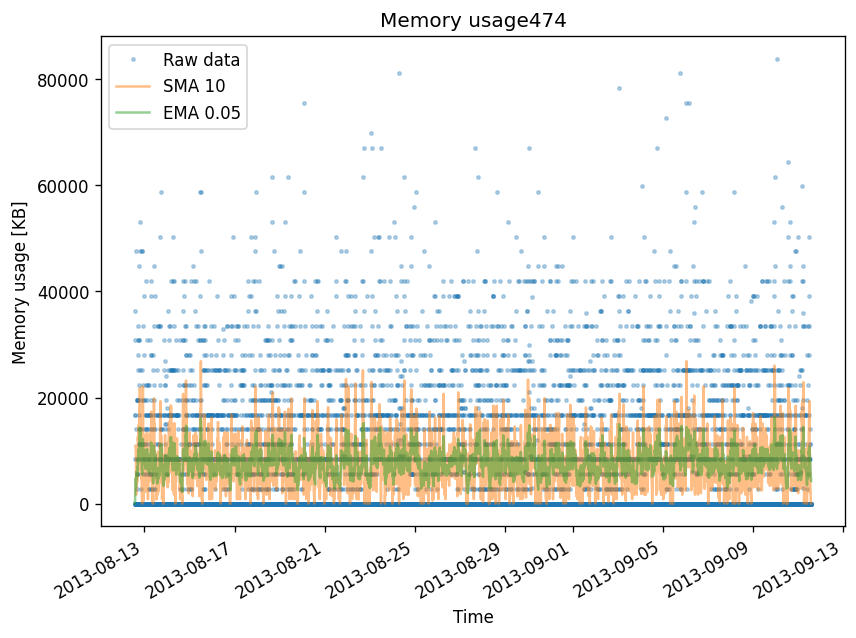 Memory usage474
Raw data
SMA 10
EMA 0.05
Memory usage [KB]
80000
60000
40000
20000
0
2013-08-13
2013-08-17
2013-08-21
2013-08-25
2013-08-29
2013-09-01
2013-09-05
2013-09-09
2013-09-13
Time